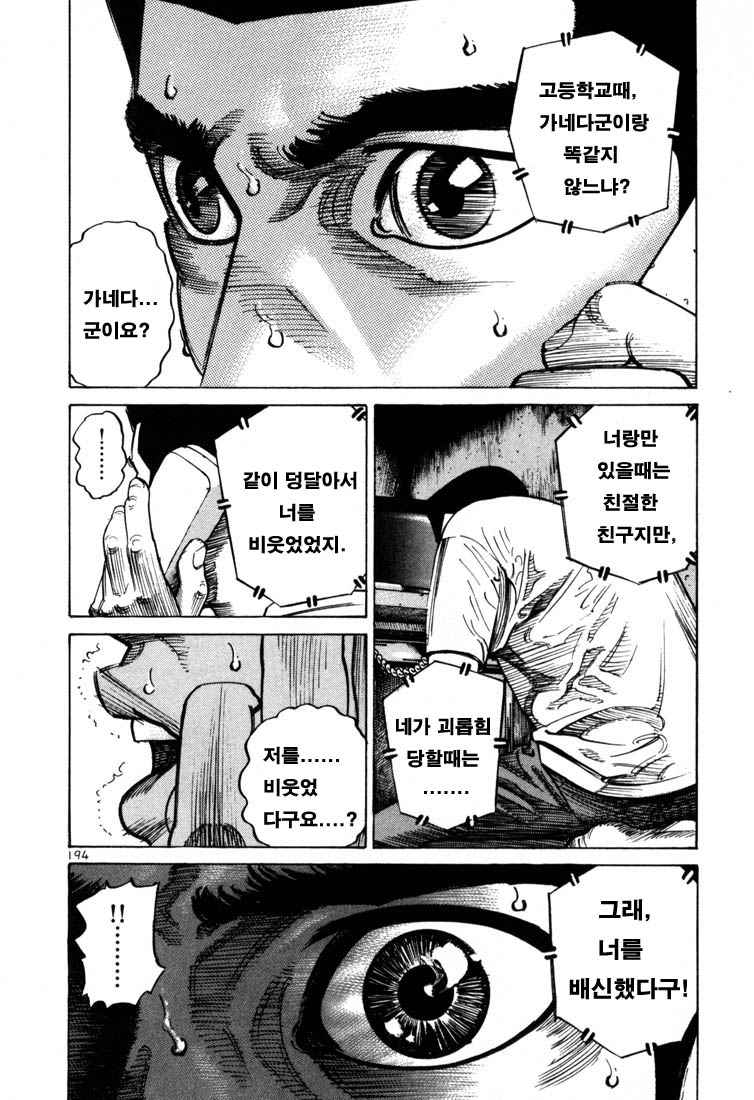 고등학교때,
가네다군이랑
똑같지
않느냐?
가네다...
군이요?
너랑만
있을때는
친절한
친구지만,
네가 괴롭힘
당할때는
.......
!......
같이 덩달아서
너를
비웃었었지.
저를......
비웃었
다구요....?
194
!!......
그래,
너를
배신했다구!